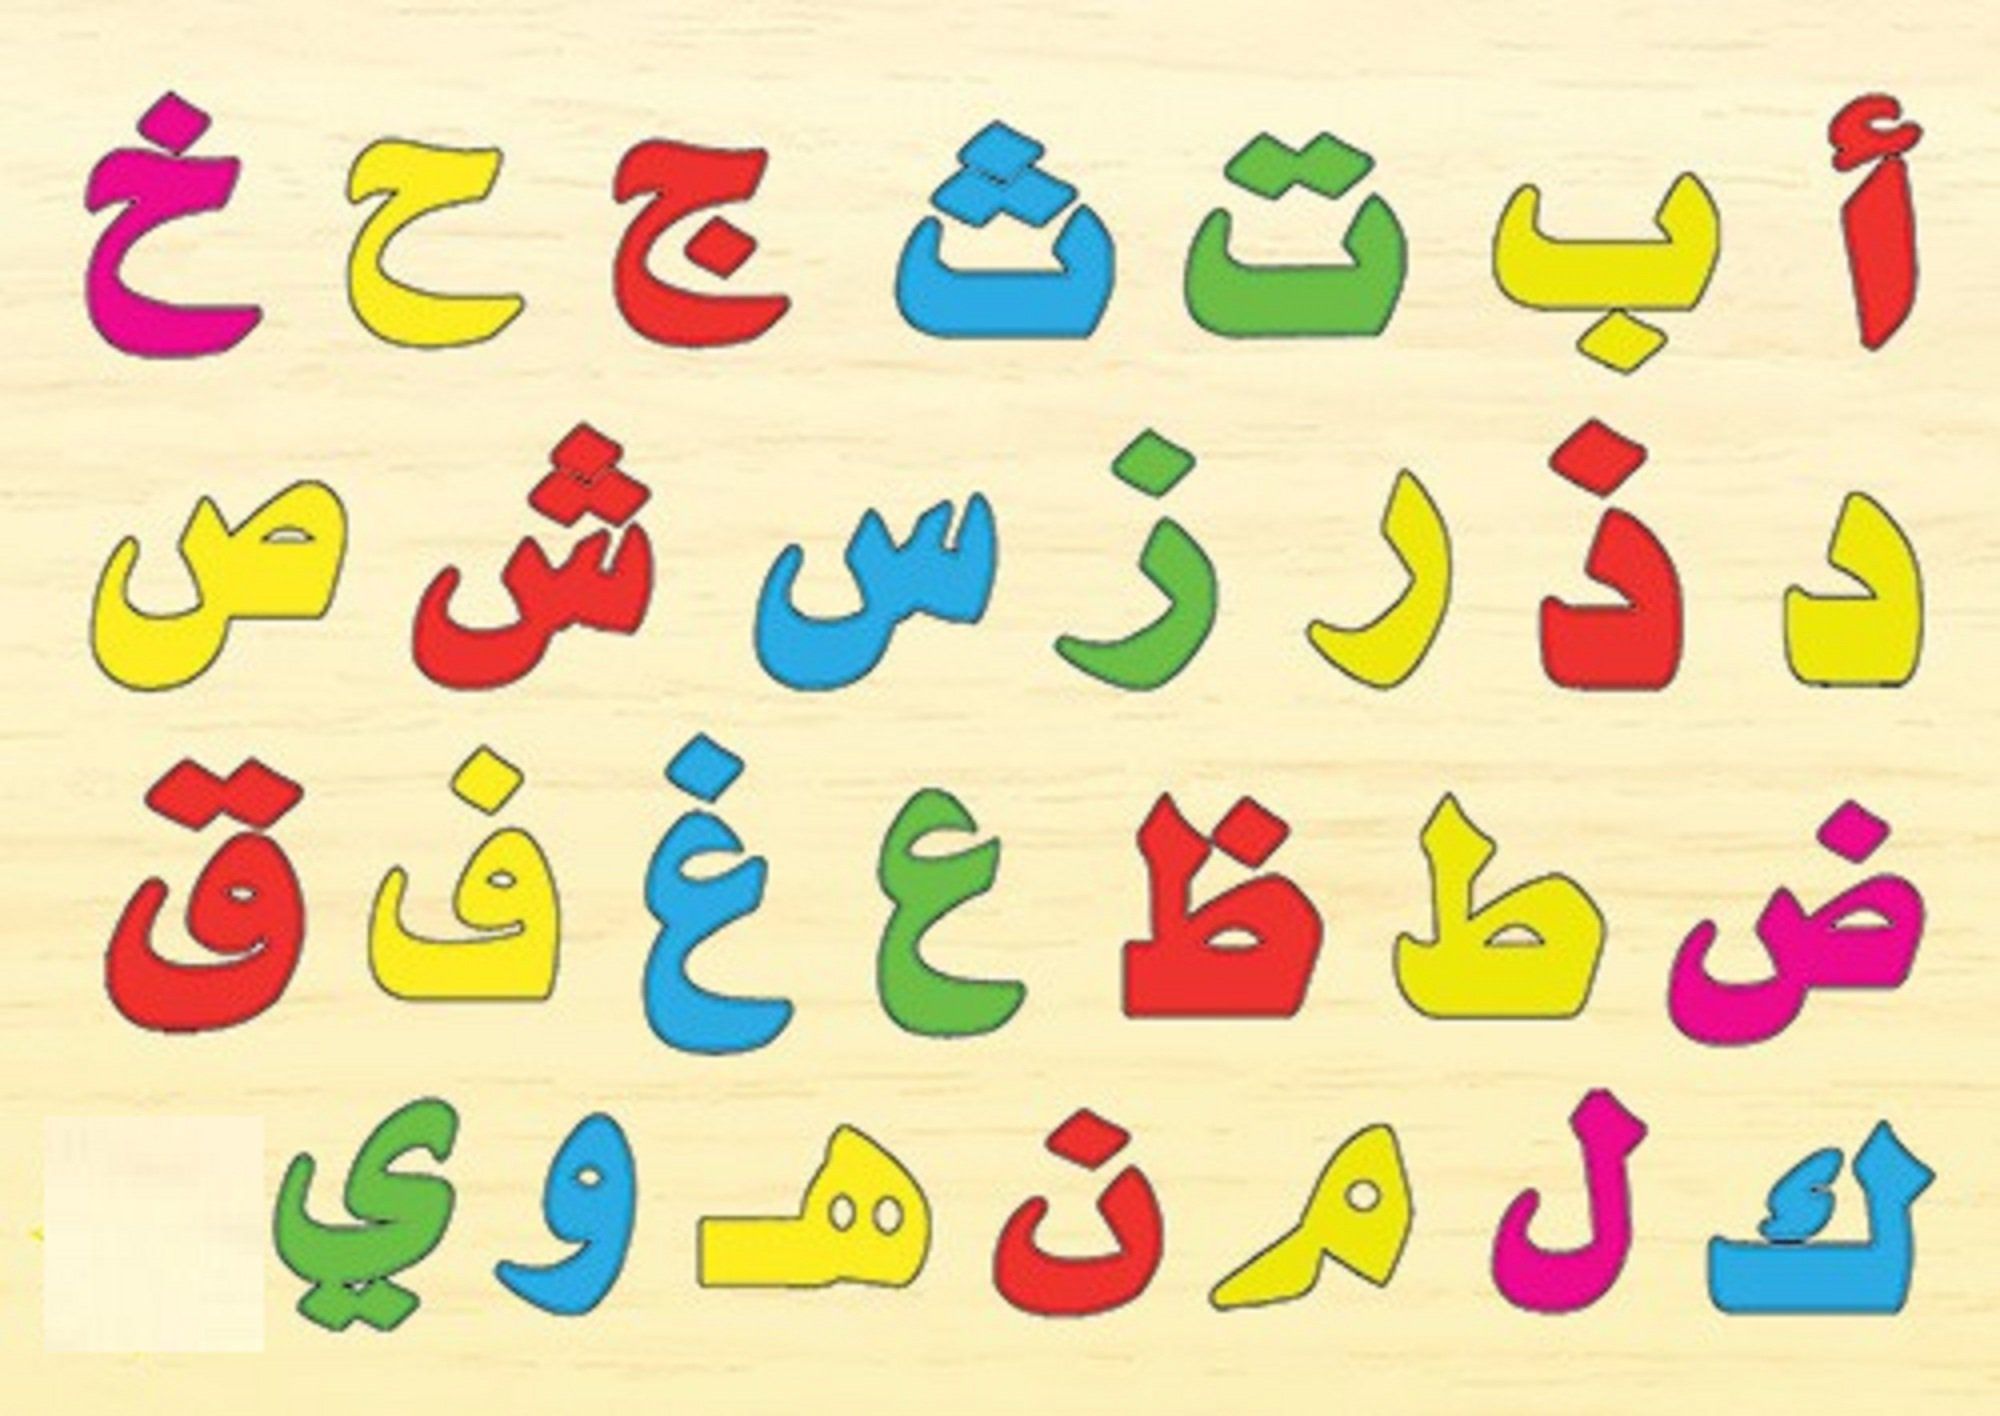 أ ب ت ث ج ح خ
د ذ ر ز س ش ص
ض ط ظ ع غ ف ق
ك ل م ن هـ و ي